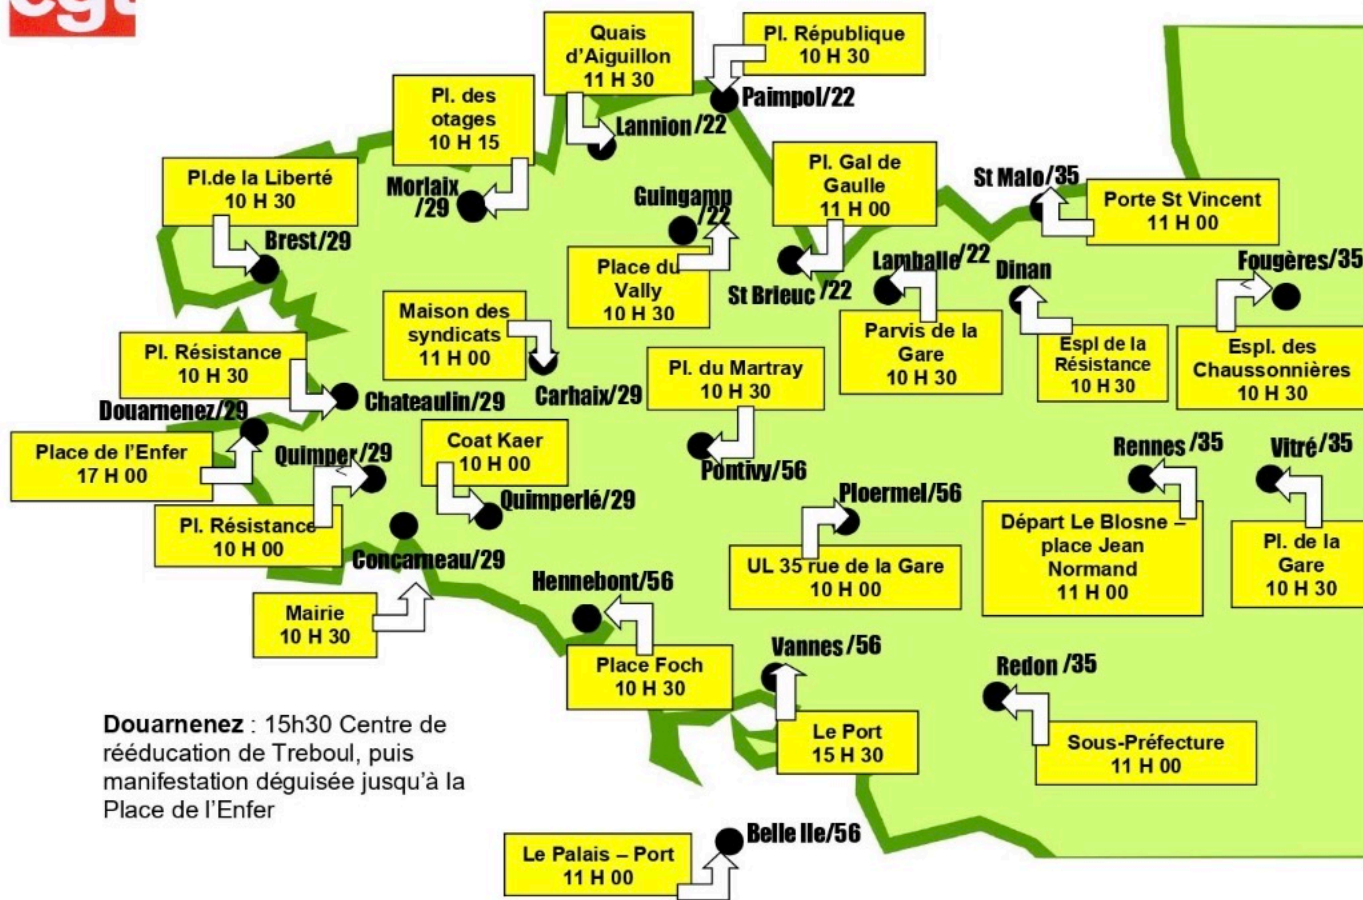 cgt
Quais
d'Aiguillon
11 H 30
Pl. République
10 H 30
Paimpol/22
Pl. des
otages
10 H 15
Lannion/22
Pl.de la Liberté
10 H 30
Morlaix
/29
Guingamp
/22
Pl. Gal de
Gaulle
11 H 00
St Malo/35
Porte St Vincent
11 H 00
Brest/29
Place du
Vally
10 H 30
St Brieuc /22
Lamballe/22
Dinan
Fougères/35
Maison des
syndicats
11 H 00
Carhaix/29
Parvis de la
Gare
10 H 30
Espl de la
Résistance
10 H 30
Espl. des
Chaussonnières
10 H 30
Pl. Résistance
10 H 30
Chateaulin/29
Pl. du Martray
10 H 30
Pontivy/56
Douarnenez/29
Place de l'Enfer
17 H 00
Quimper/29
Pl. Résistance
10 H 00
Coat Kaer
10 H 00
Quimperlé/29
Ploermel/56
UL 35 rue de la Gare
10 H 00
Rennes /35
Départ Le Blosne –
place Jean
Normand
11 H 00
Vitré/35
Pl. de la
Gare
10 H 30
Concarneau/29
Mairie
10 H 30
Hennebont/56
Place Foch
10 H 30
Vannes /56
Le Port
15 H 30
Redon /35
Sous-Préfecture
11 H 00
Douarnenez : 15h30 Centre de
rééducation de Treboul, puis
manifestation déguisée jusqu'à la
Place de l'Enfer
Belle Ile/56
Le Palais – Port
11 H 00